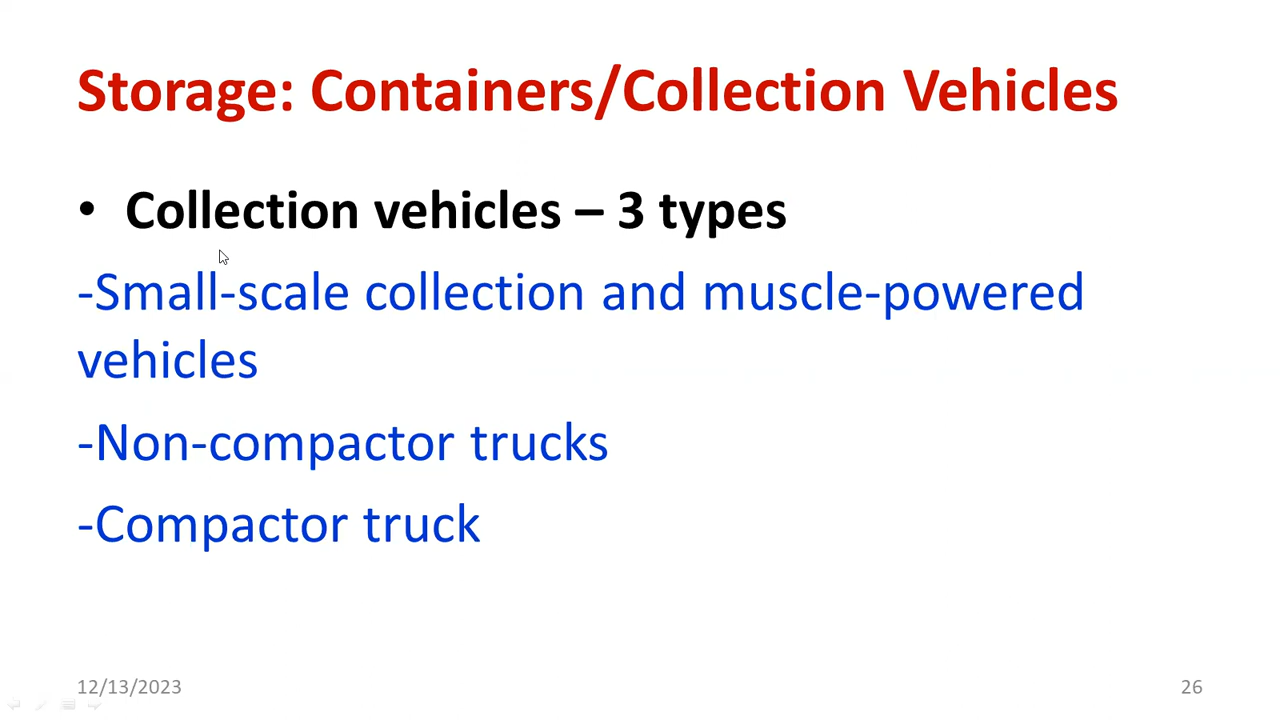 Storage: Containers/Collection Vehicles
• Collection vehicles – 3 types
-Small-scale collection and muscle-powered
vehicles
-Non-compactor trucks
-Compactor truck
12/13/2023
26